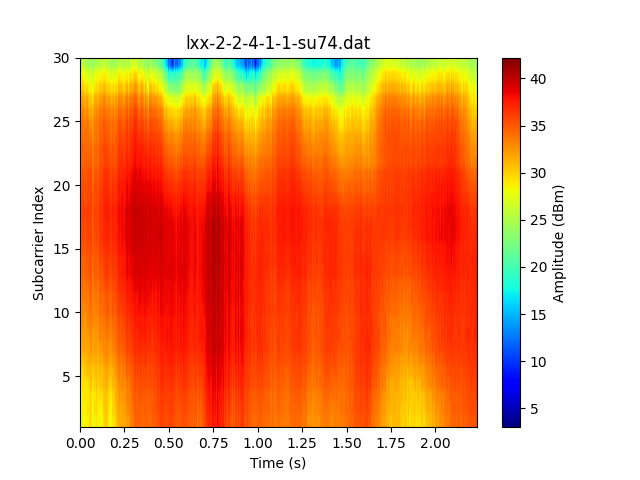 lxx-2-2-4-1-1-su74.dat
30
25
20
15
10
5
Subcarrier Index
0.00 0.25 0.50 0.75 1.00 1.25 1.50 1.75 2.00
Time (s)
40
35
30
25
20
15
10
5
Amplitude (dBm)